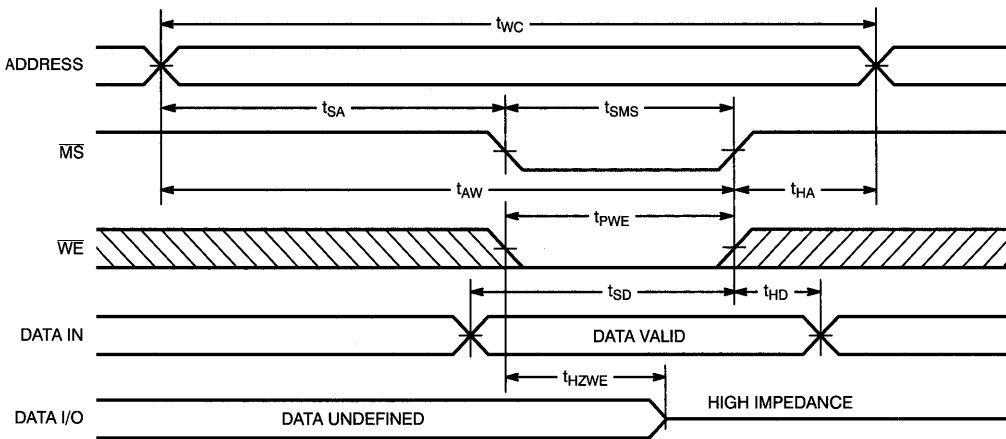 tWC
ADDRESS
tSA
tSMS
MS
tAW
tHA
tPWE
WE
tSD
tHD
DATA IN
DATA VALID
tHZWE
DATA I/O
DATA UNDEFINED
HIGH IMPEDANCE